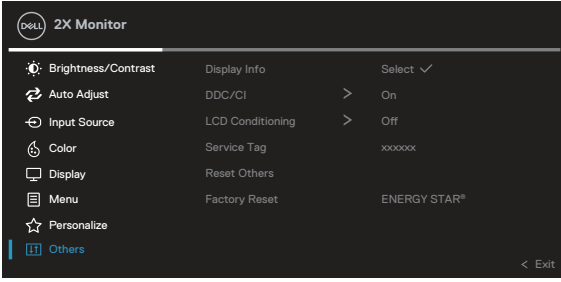 DELL 2X Monitor
Brightness/Contrast Display Info Select ✓
Auto Adjust DDC/CI > On
Input Source LCD Conditioning > Off
Color Service Tag xxxxxx
Display Reset Others
Menu Factory Reset ENERGY STAR®
Personalize
Others
< Exit